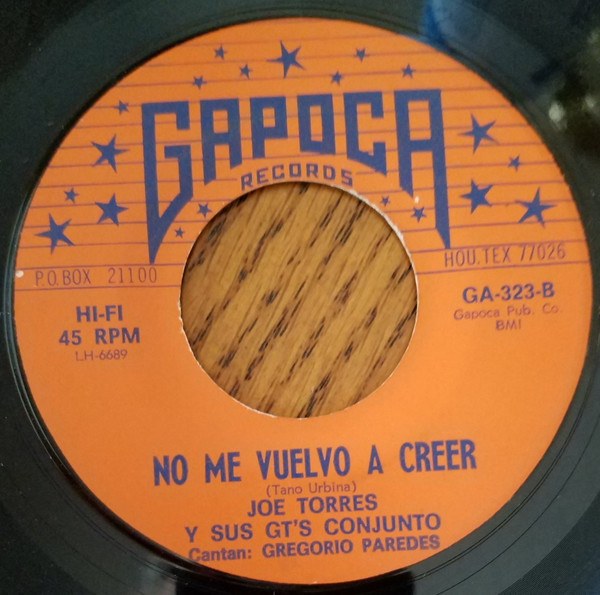 GAPOCA
RECORDS
P.O. BOX 21100
HOU. TEX 77026
HI-FI
45 RPM
LH-6689
GA-323-B
Gapoca Pub. Co
BMI
NO ME VUELVO A CREER
(Tano Urbina)
JOE TORRES
Y SUS GT'S CONJUNTO
Cantan: GREGORIO PAREDES